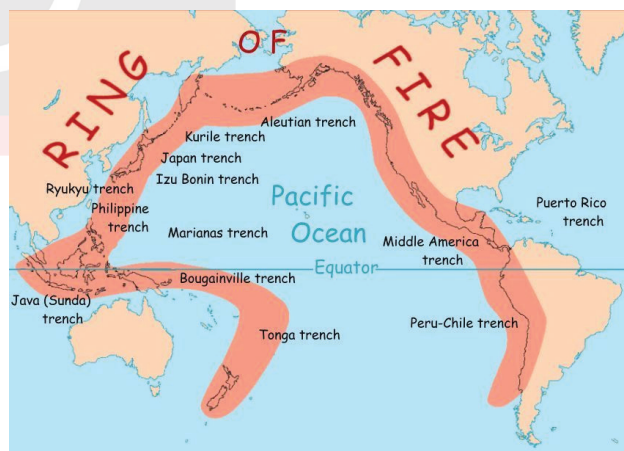 RING OF FIRE
Aleutian trench
Kurile trench
Japan trench
Izu Bonin trench
Ryukyu trench
Philippine
trench
Marianas trench
Pacific
Ocean
Puerto Rico
trench
Middle America
trench
Equator
Bougainville trench
Java (Sunda)
trench
Tonga trench
Peru-Chile trench